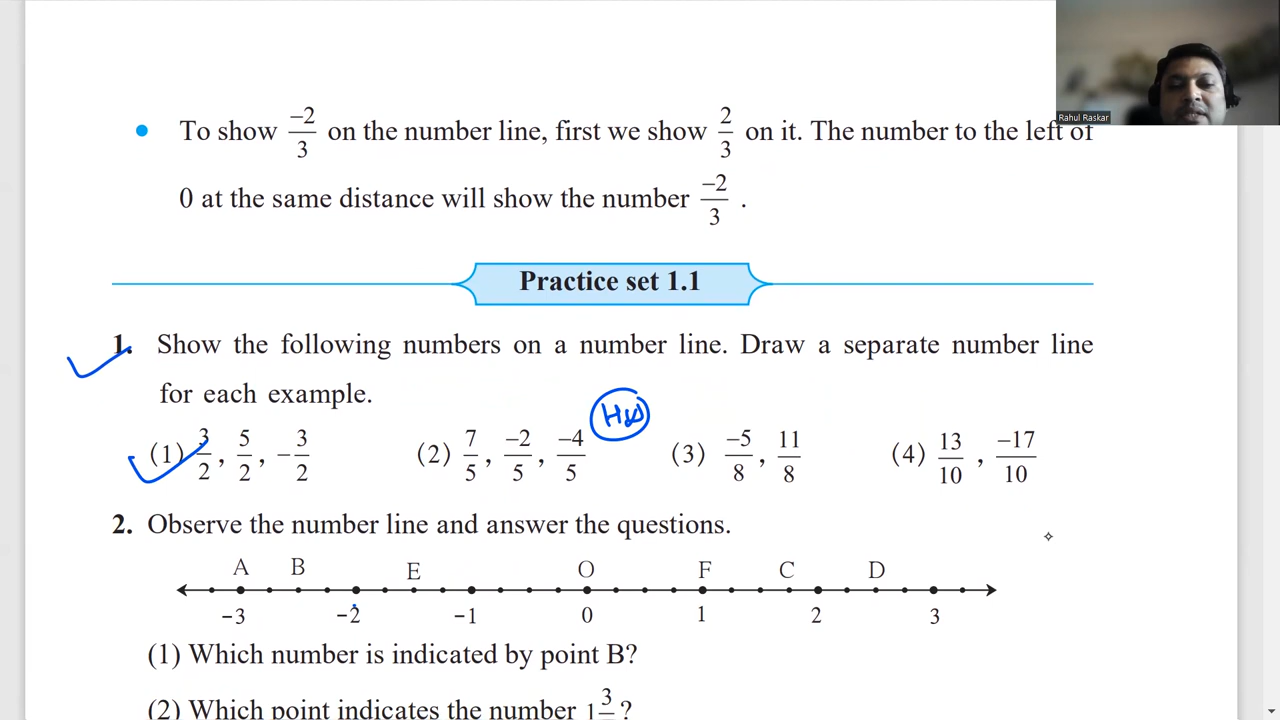 Rahul Raskar
• To show −2/3 on the number line, first we show 2/3 on it. The number to the left of
0 at the same distance will show the number −2/3 .
Practice set 1.1
1. Show the following numbers on a number line. Draw a separate number line
for each example.
HW
(1) 3/2 , 5/2 , −3/2 (2) 7/5 , −2/5 , −4/5 (3) −5/8 , 11/8 (4) 13/10 , −17/10
2. Observe the number line and answer the questions.
A B E O F C D
−3 −2 −1 0 1 2 3
(1) Which number is indicated by point B?
(2) Which point indicates the number 1 3/ ?